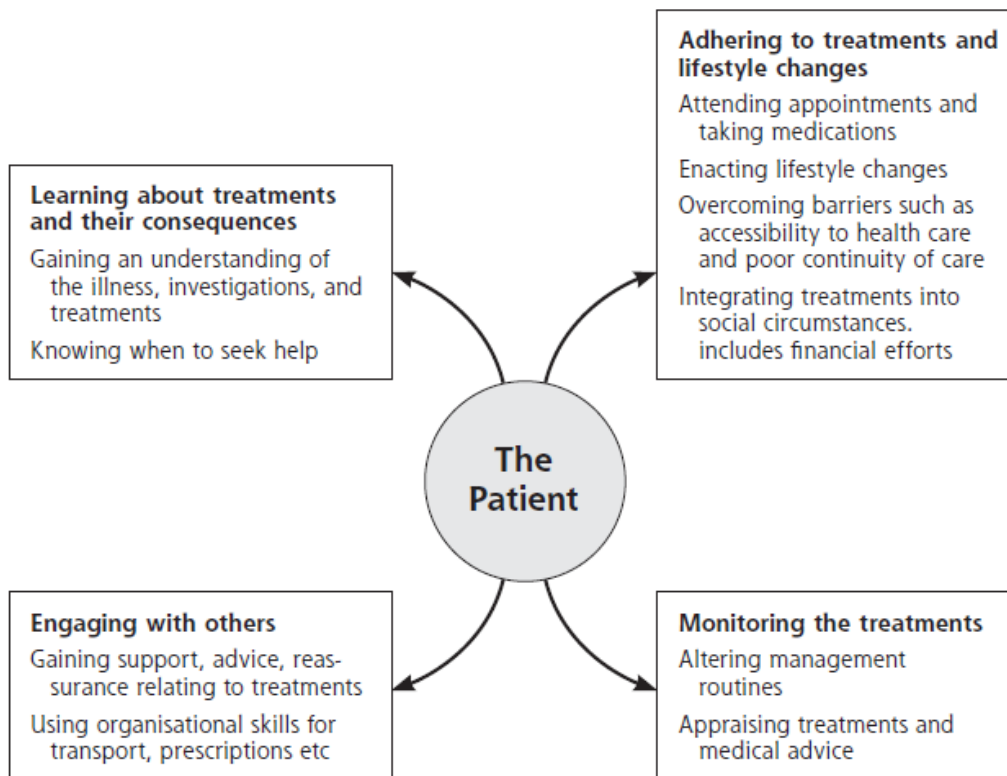 Adhering to treatments and
lifestyle changes
Attending appointments and
taking medications
Enacting lifestyle changes
Overcoming barriers such as
accessibility to health care
and poor continuity of care
Integrating treatments into
social circumstances.
includes financial efforts
Learning about treatments
and their consequences
Gaining an understanding of
the illness, investigations, and
treatments
Knowing when to seek help
The
Patient
Engaging with others
Gaining support, advice, reas-
surance relating to treatments
Using organisational skills for
transport, prescriptions etc
Monitoring the treatments
Altering management
routines
Appraising treatments and
medical advice